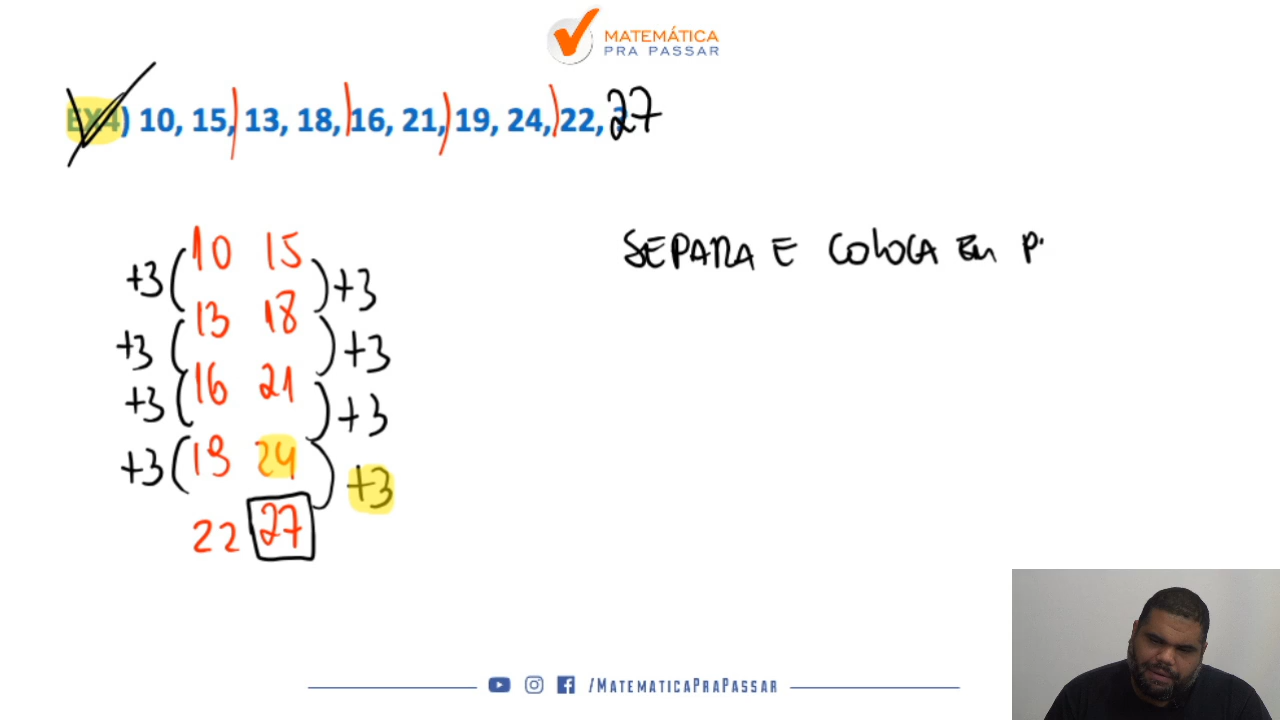 MATEMÁTICA
PRA PASSAR
EX4) 10, 15, 13, 18, 16, 21, 19, 24, 22, 27
SEPARA E COLOCA EM P
10 15
+3 +3
13 18
+3 +3
16 21
+3 +3
19 24
+3 +3
22 27
/MATEMATICAPRAPASSAR